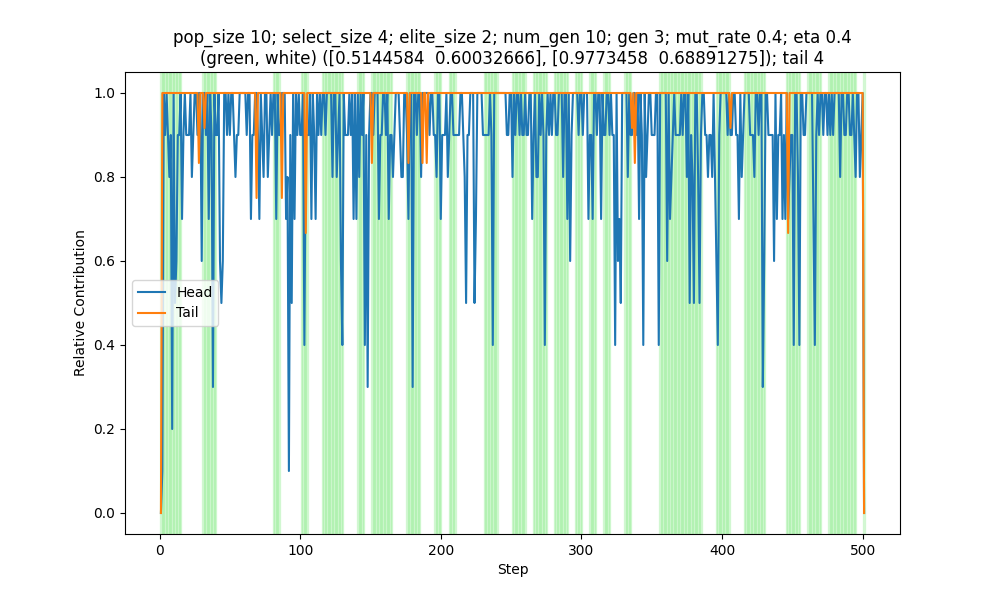 pop_size 10; select_size 4; elite_size 2; num_gen 10; gen 3; mut_rate 0.4; eta 0.4
(green, white) ([0.5144584  0.60032666], [0.9773458  0.68891275]); tail 4
1.0
0.8
0.6
0.4
0.2
0.0
Relative Contribution
Head
Tail
0
100
200
300
400
500
Step